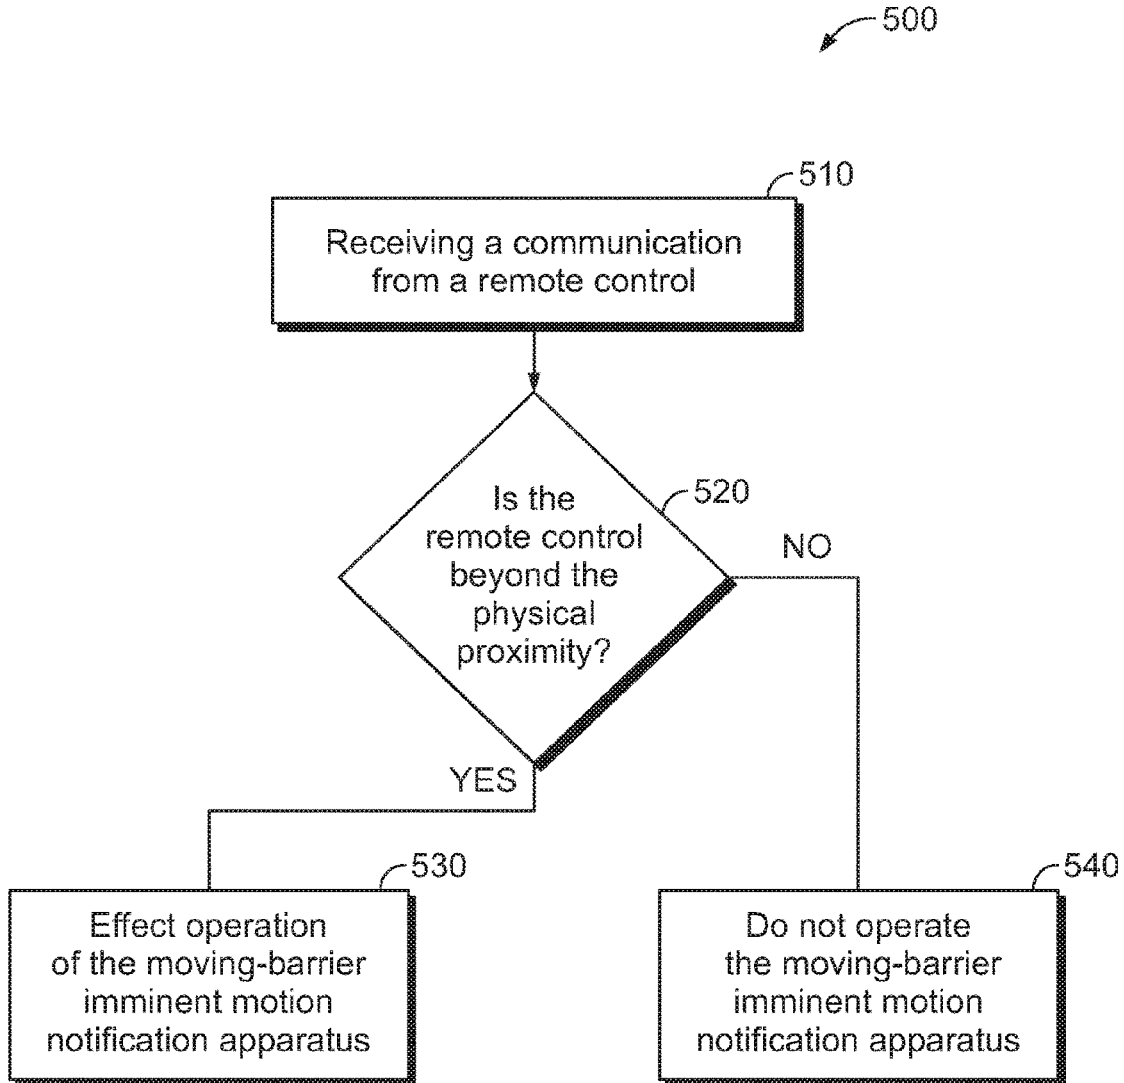 500
510
Receiving a communication
from a remote control
520
Is the
remote control
beyond the
physical
proximity?
NO
YES
530
Effect operation
of the moving-barrier
imminent motion
notification apparatus
540
Do not operate
the moving-barrier
imminent motion
notification apparatus